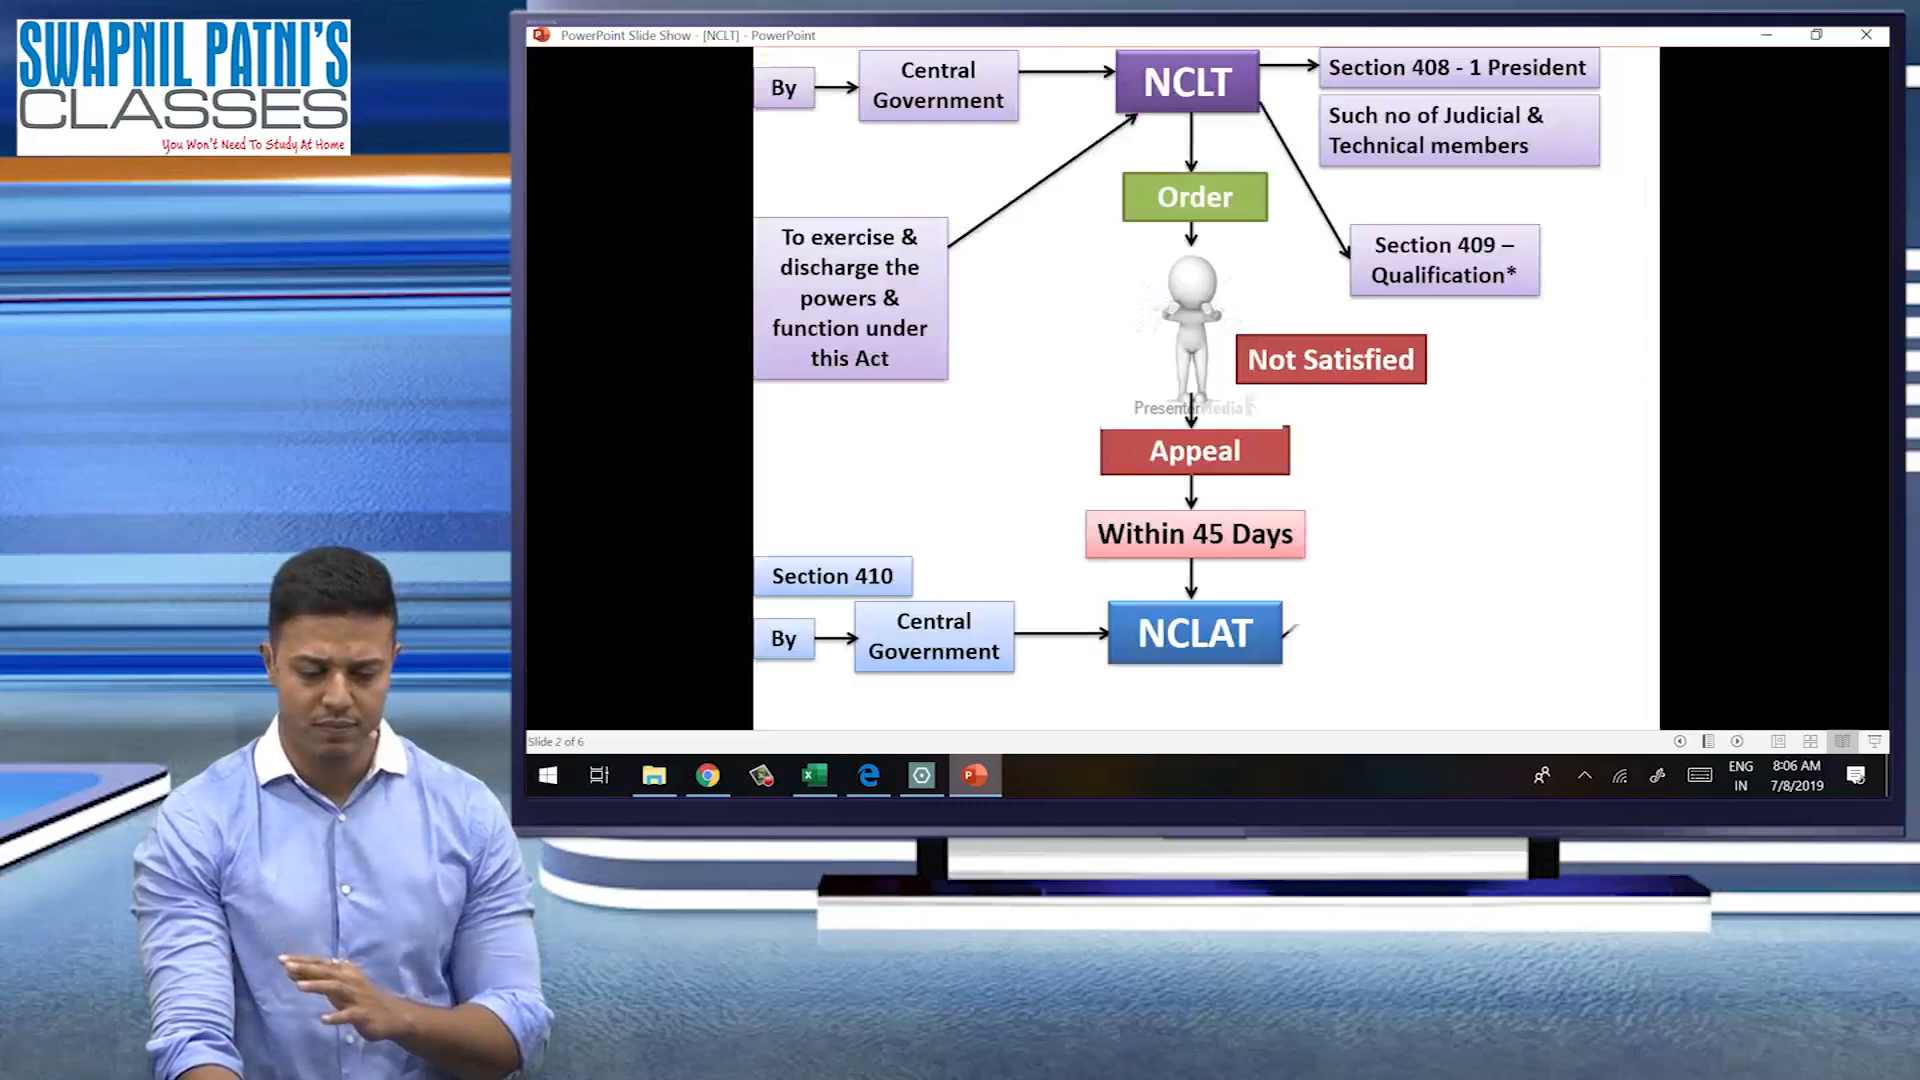 SWAPNIL PATNI'S
CLASSES
You Won't Need To Study At Home
PowerPoint Slide Show - [NCLT] - PowerPoint
By
Central
Government
NCLT
Section 408 - 1 President
Such no of Judicial &
Technical members
Order
To exercise &
discharge the
powers &
function under
this Act
Section 409 –
Qualification*
Not Satisfied
PresenterMedia
Appeal
Within 45 Days
Section 410
By
Central
Government
NCLAT
Slide 2 of 6
ENG
IN
8:06 AM
7/8/2019